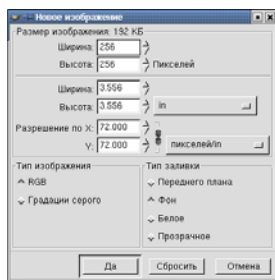 Новое изображение
Размер изображения: 192 КБ
Ширина: 256
Высота: 256 Пикселей
Ширина: 3.556
Высота: 3.556 in
Разрешение по X: 72.000
Y: 72.000 пикселей/in
Тип изображения
RGB
Градации серого
Тип заливки
Переднего плана
Фон
Белое
Прозрачное
Да Сбросить Отмена